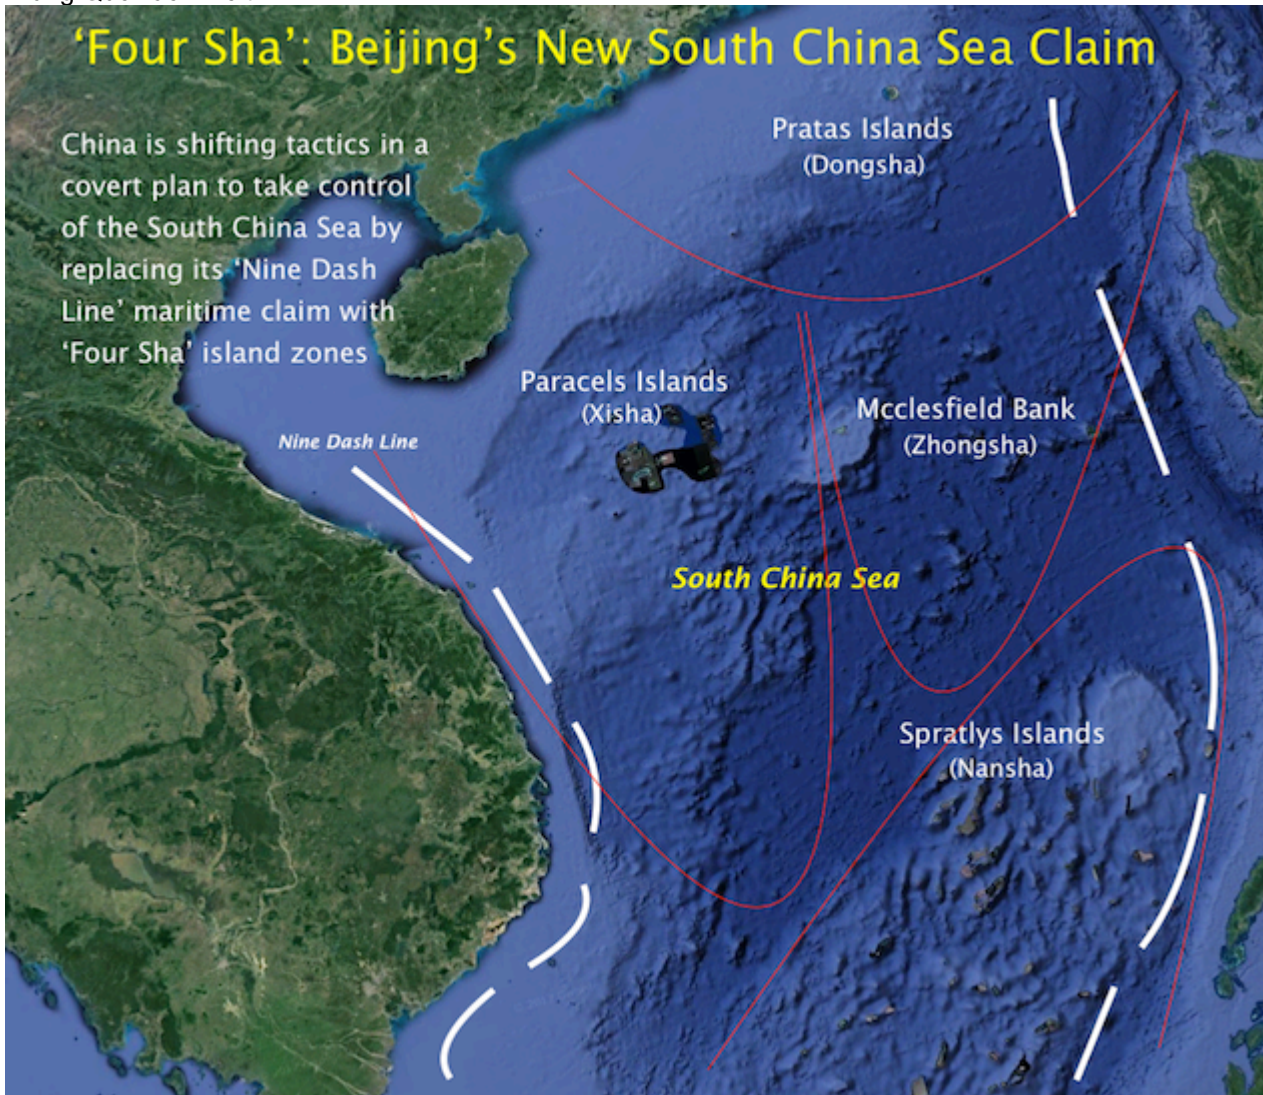 ‘Four Sha’: Beijing’s New South China Sea Claim
China is shifting tactics in a
covert plan to take control
of the South China Sea by
replacing its ‘Nine Dash
Line’ maritime claim with
‘Four Sha’ island zones
Pratas Islands
(Dongsha)
Paracels Islands
(Xisha)
Mcclesfield Bank
(Zhongsha)
Nine Dash Line
South China Sea
Spratlys Islands
(Nansha)